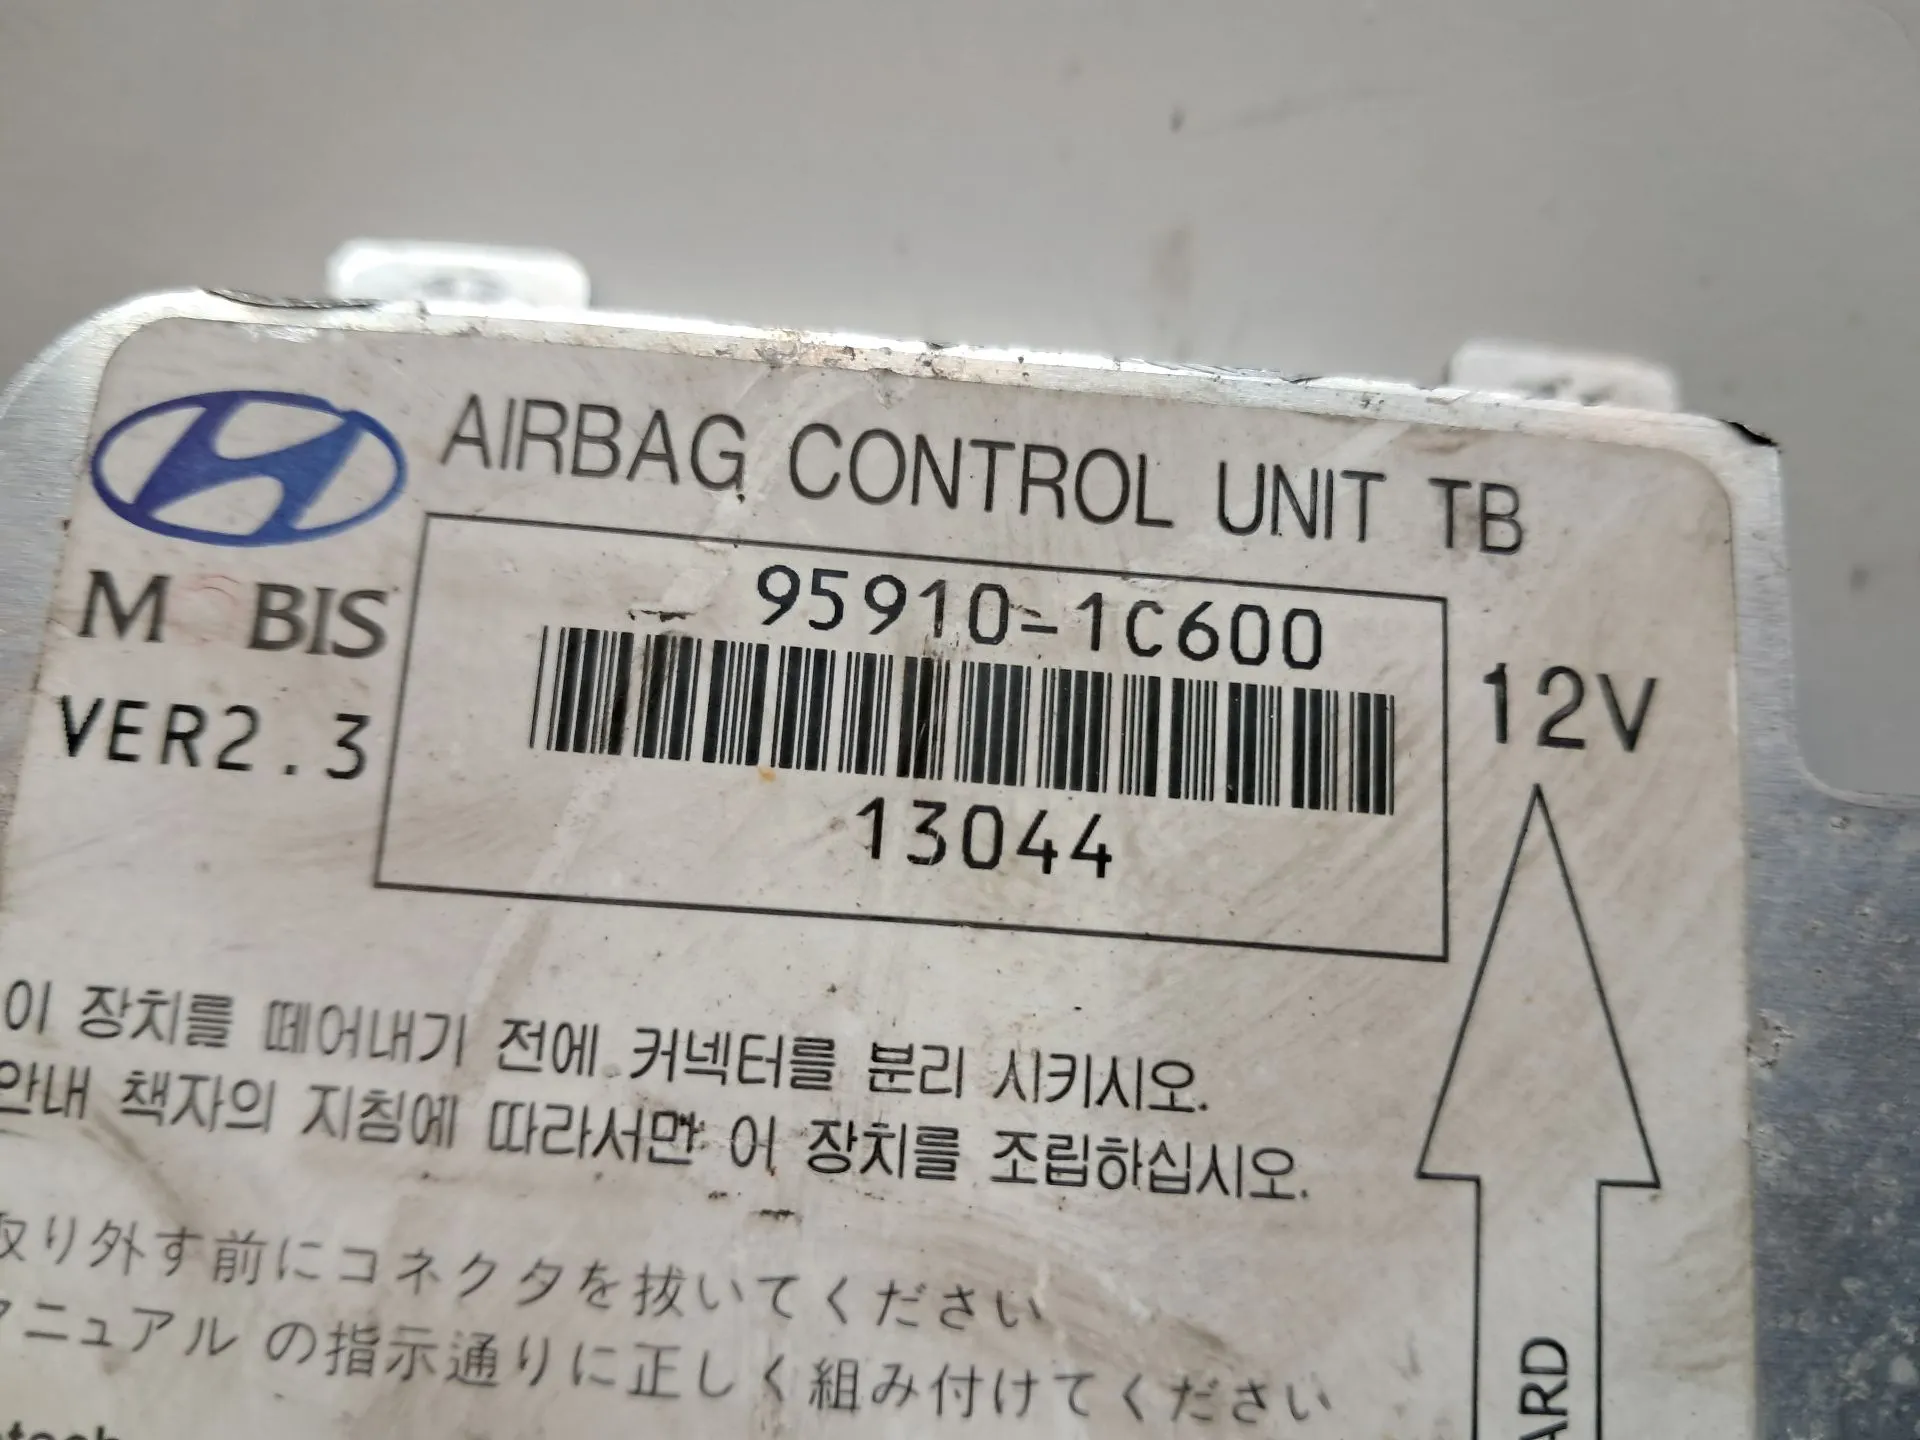 AIRBAG CONTROL UNIT TB
M BIS
VER2.3
95910-1C600
13044
12V
이 장치를 떼어내기 전에 커넥터를 분리 시키시오.
안내 책자의 지침에 따라서만 이 장치를 조립하십시오.
取り外す前にコネクタを抜いてください
マニュアル の指示通りに正しく組み付けてください